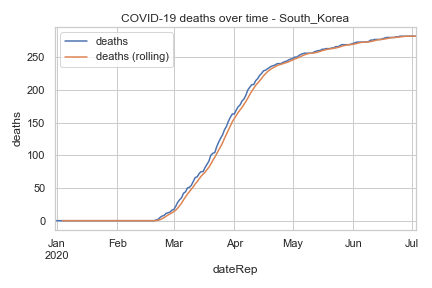 COVID-19 deaths over time - South_Korea
deaths
deaths (rolling)
deaths
250
200
150
100
50
0
Jan Feb Mar Apr May Jun Jul
2020
dateRep